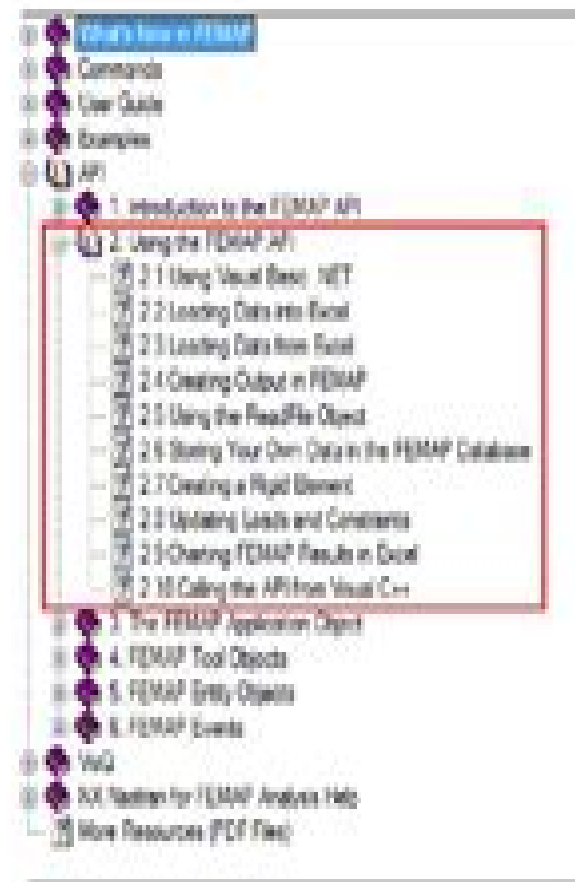 What's New in FEMAP
Commands
User Guide
Examples
API
1. Introduction to the FEMAP API
2. Using the FEMAP API
2.1 Using Visual Basic .NET
2.2 Loading Data into Excel
2.3 Loading Data from Excel
2.4 Creating Output in FEMAP
2.5 Using the ReadFile Object
2.6 Storing Your Own Data in the FEMAP Database
2.7 Creating a Rigid Element
2.8 Updating Loads and Constraints
2.9 Charting FEMAP Results in Excel
2.10 Calling the API from Visual C++
3. The FEMAP Application Object
4. FEMAP Tool Objects
5. FEMAP Entity Objects
6. FEMAP Events
NX Nastran for FEMAP Analysis Help
More Resources (PDF Files)